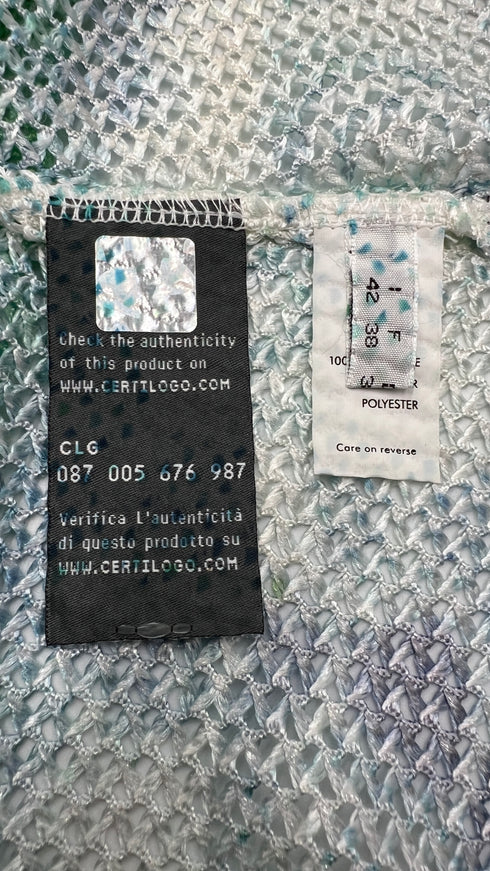 Check the authenticity
of this product on
WWW.CERTILOGO.COM
CLG
087 005 676 987
Verifica l'autenticità
di questo prodotto su
WWW.CERTILOGO.COM
I F
42 38
POLYESTER
Care on reverse